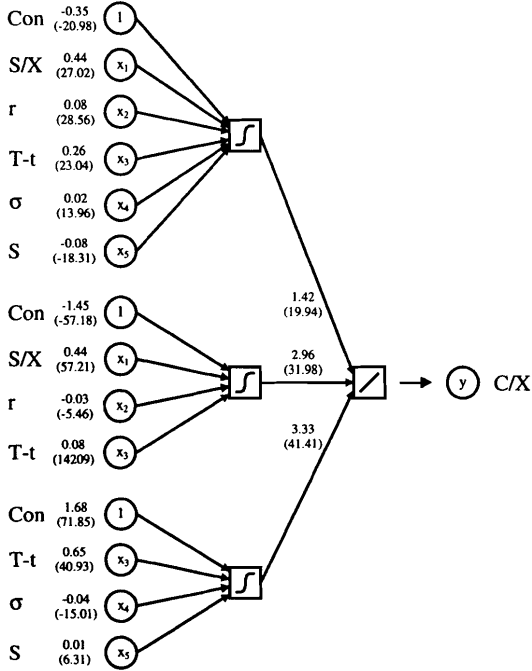 Con -0.35 (-20.98) 1
S/X 0.44 (27.02) x1
r 0.08 (28.56) x2
T-t 0.26 (23.04) x3
σ 0.02 (13.96) x4
S -0.08 (-18.31) x5
1.42
(19.94)
Con -1.45 (-57.18) 1
S/X 0.44 (57.21) x1
r -0.03 (-5.46) x2
T-t 0.08 (14209) x3
2.96
(31.98)
y C/X
3.33
(41.41)
Con 1.68 (71.85) 1
T-t 0.65 (40.93) x3
σ -0.04 (-15.01) x4
S 0.01 (6.31) x5